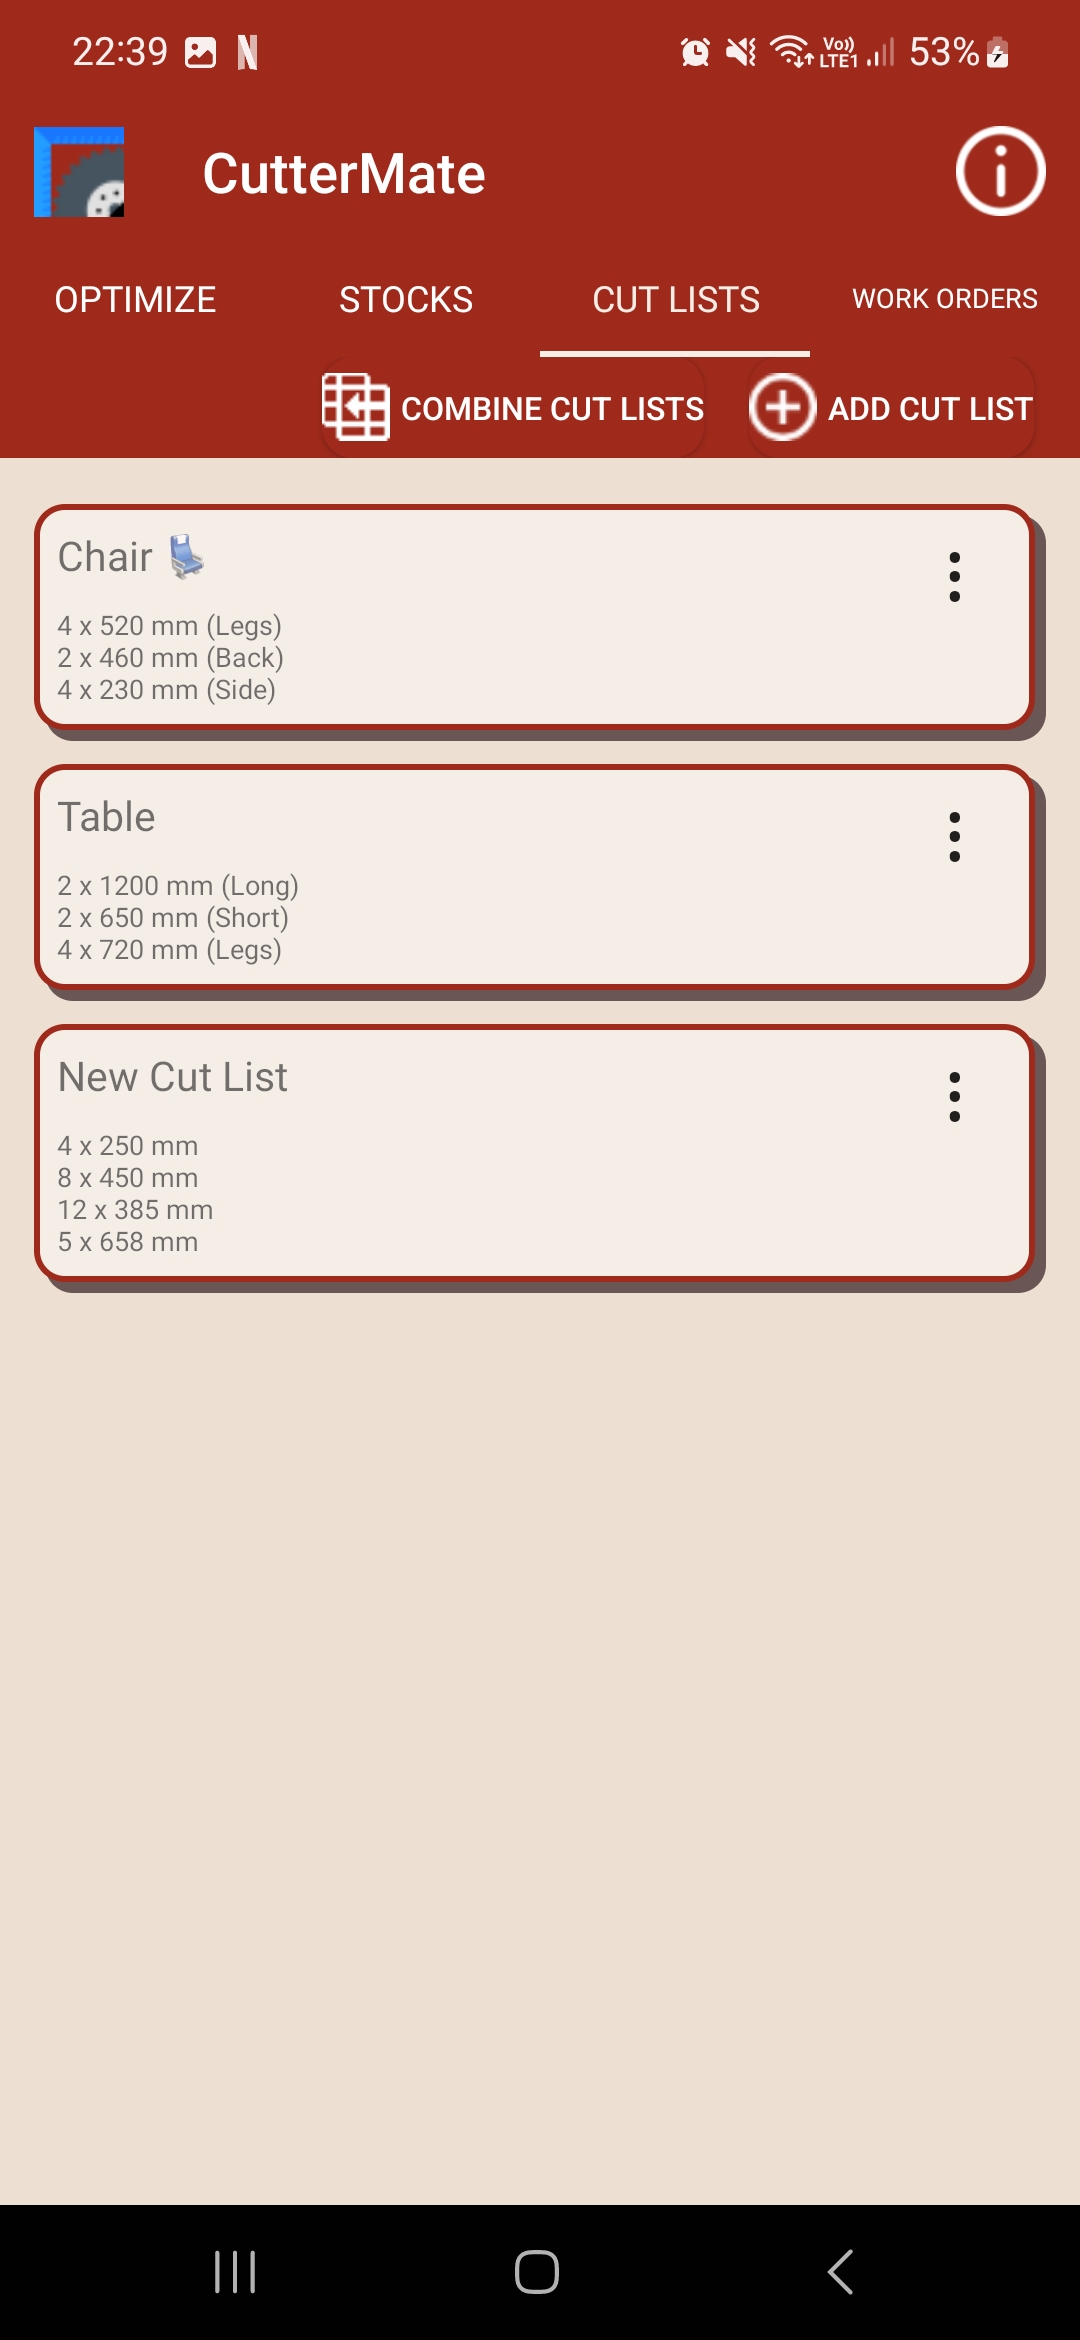 22:39 N Vo)) LTE1 53%
CutterMate
OPTIMIZE STOCKS CUT LISTS WORK ORDERS
COMBINE CUT LISTS ADD CUT LIST
Chair 💺
4 x 520 mm (Legs)
2 x 460 mm (Back)
4 x 230 mm (Side)
Table
2 x 1200 mm (Long)
2 x 650 mm (Short)
4 x 720 mm (Legs)
New Cut List
4 x 250 mm
8 x 450 mm
12 x 385 mm
5 x 658 mm